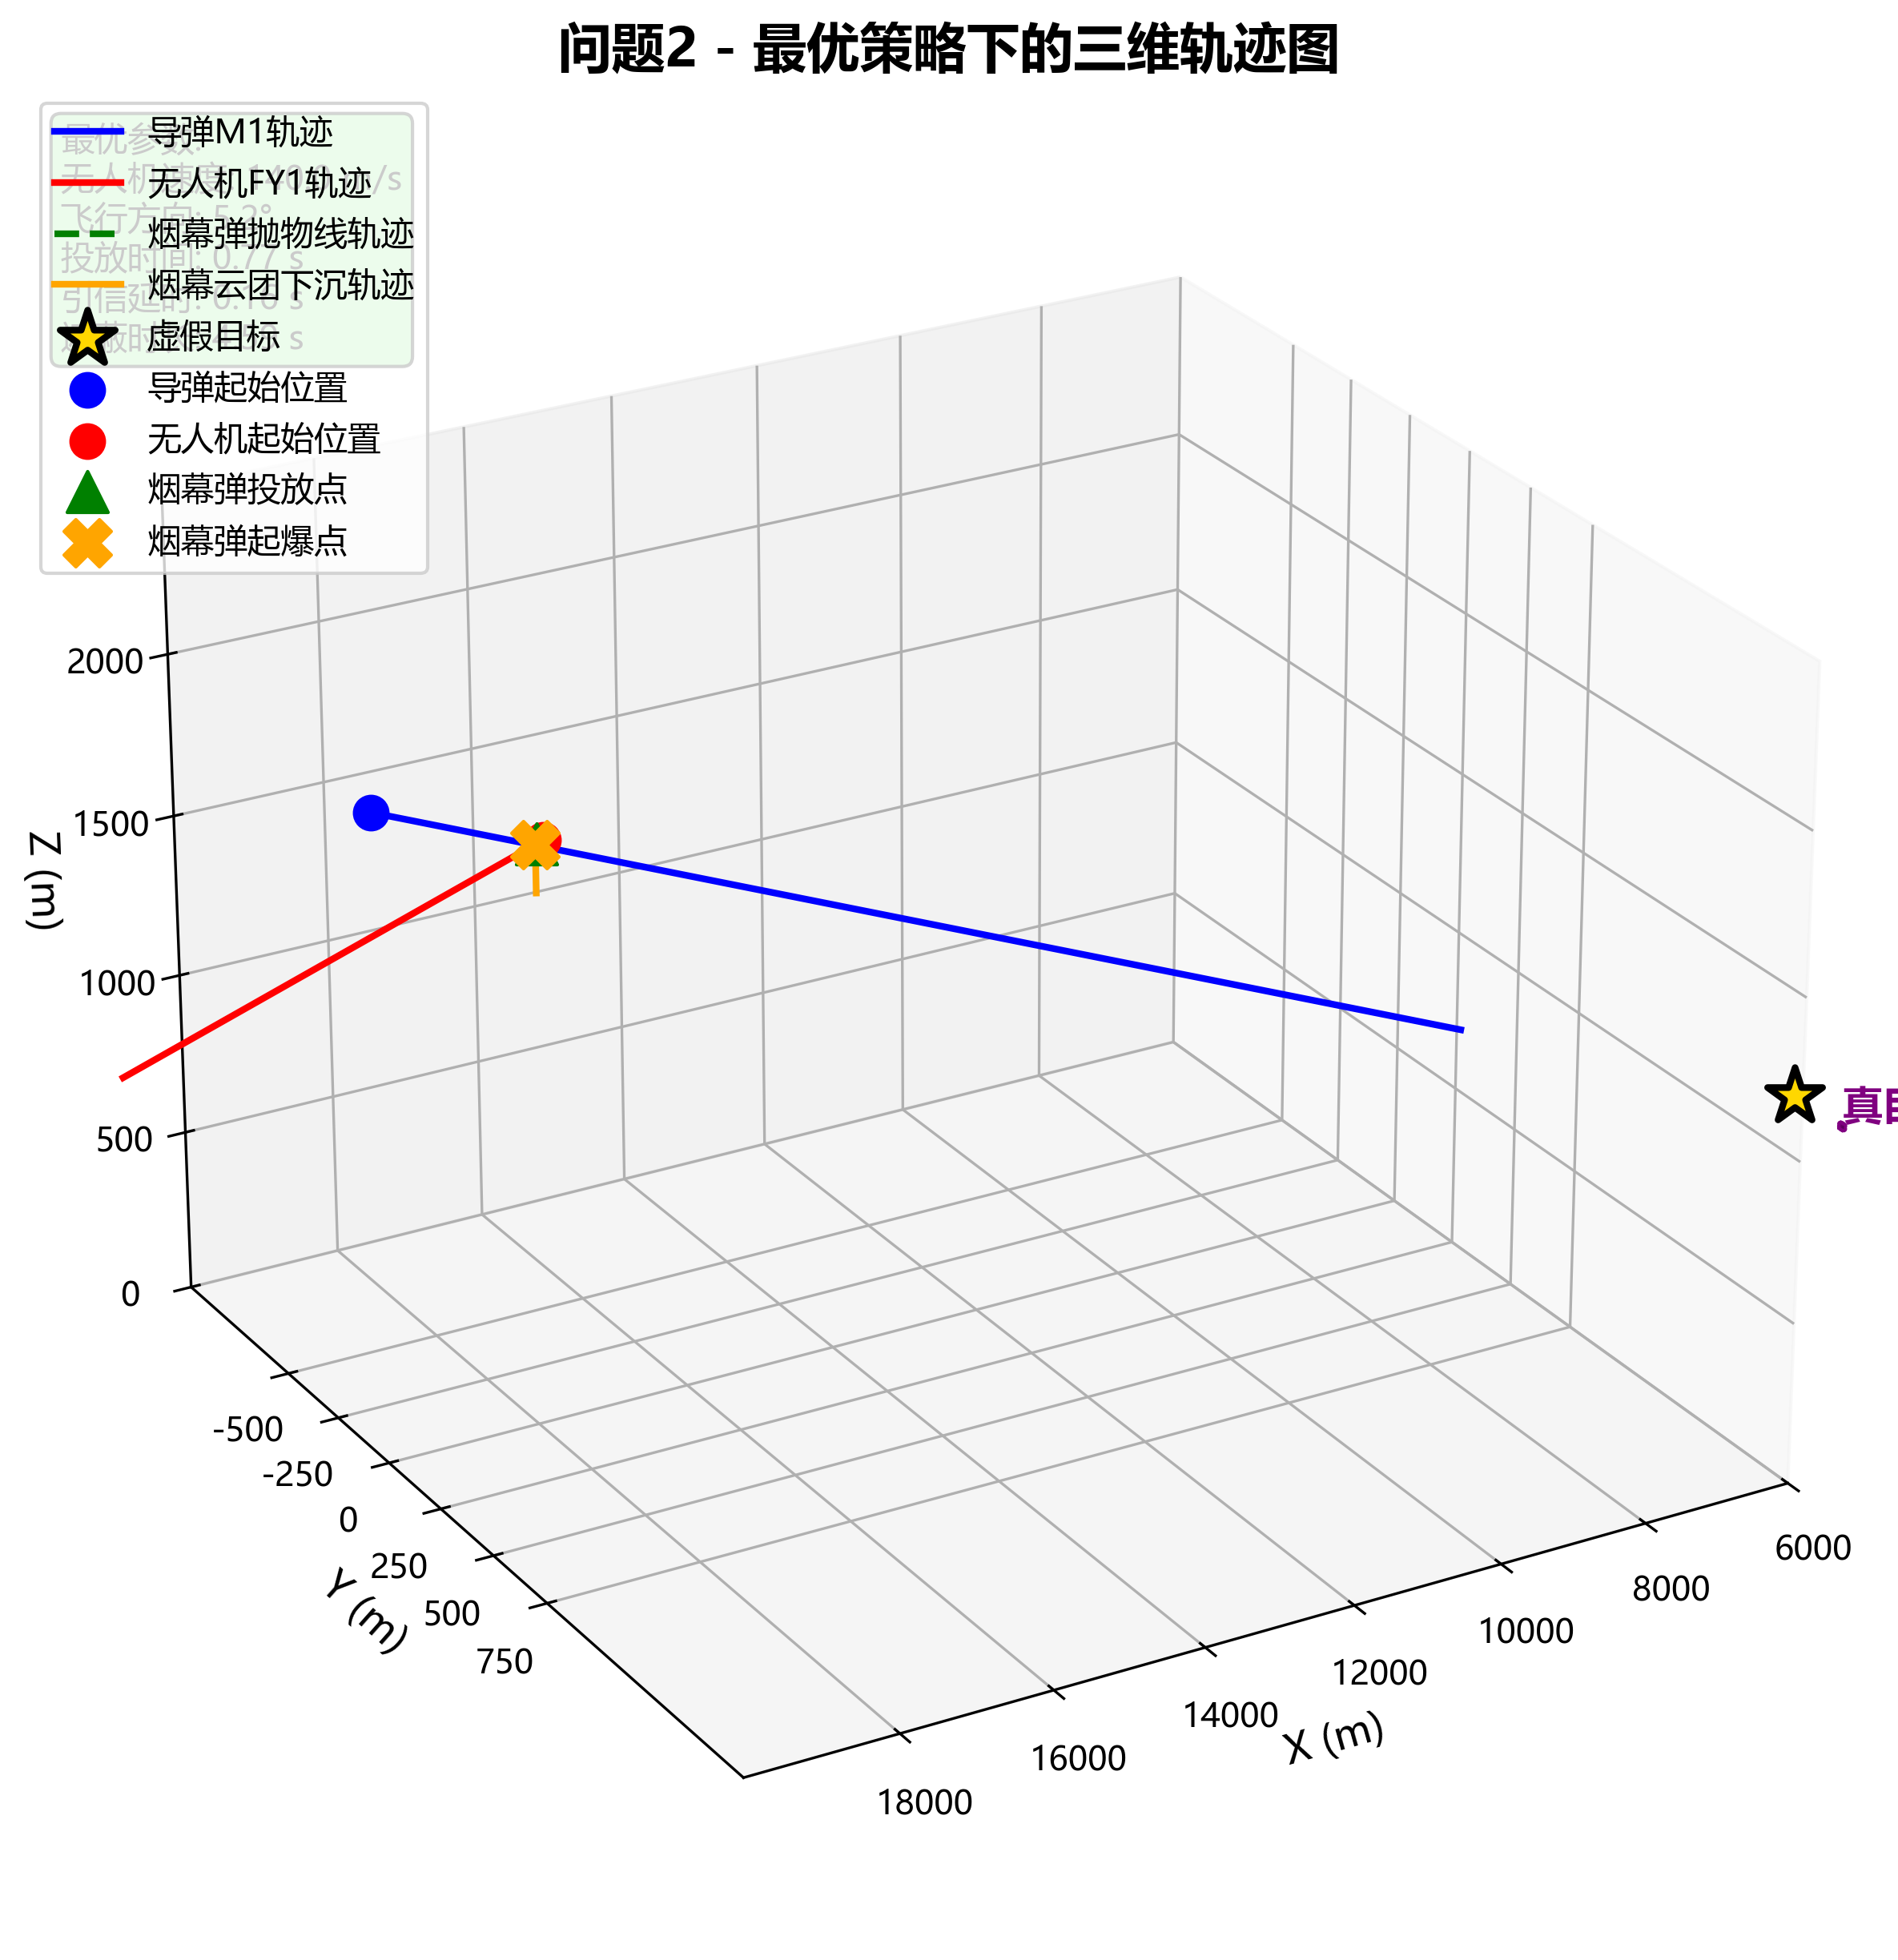 问题2 - 最优策略下的三维轨迹图
导弹M1轨迹
无人机FY1轨迹
烟幕弹抛物线轨迹
烟幕云团下沉轨迹
虚假目标
导弹起始位置
无人机起始位置
烟幕弹投放点
烟幕弹起爆点
最优参数:
无人机速度: /s
飞行方向: 5.2°
投放时间: 0.77 s
引信延时: 0.16 s
s
2000
1500
1000
500
0
Z (m)
-500
-250
0
250
500
750
Y (m)
18000
16000
14000
12000
10000
8000
6000
X (m)
真